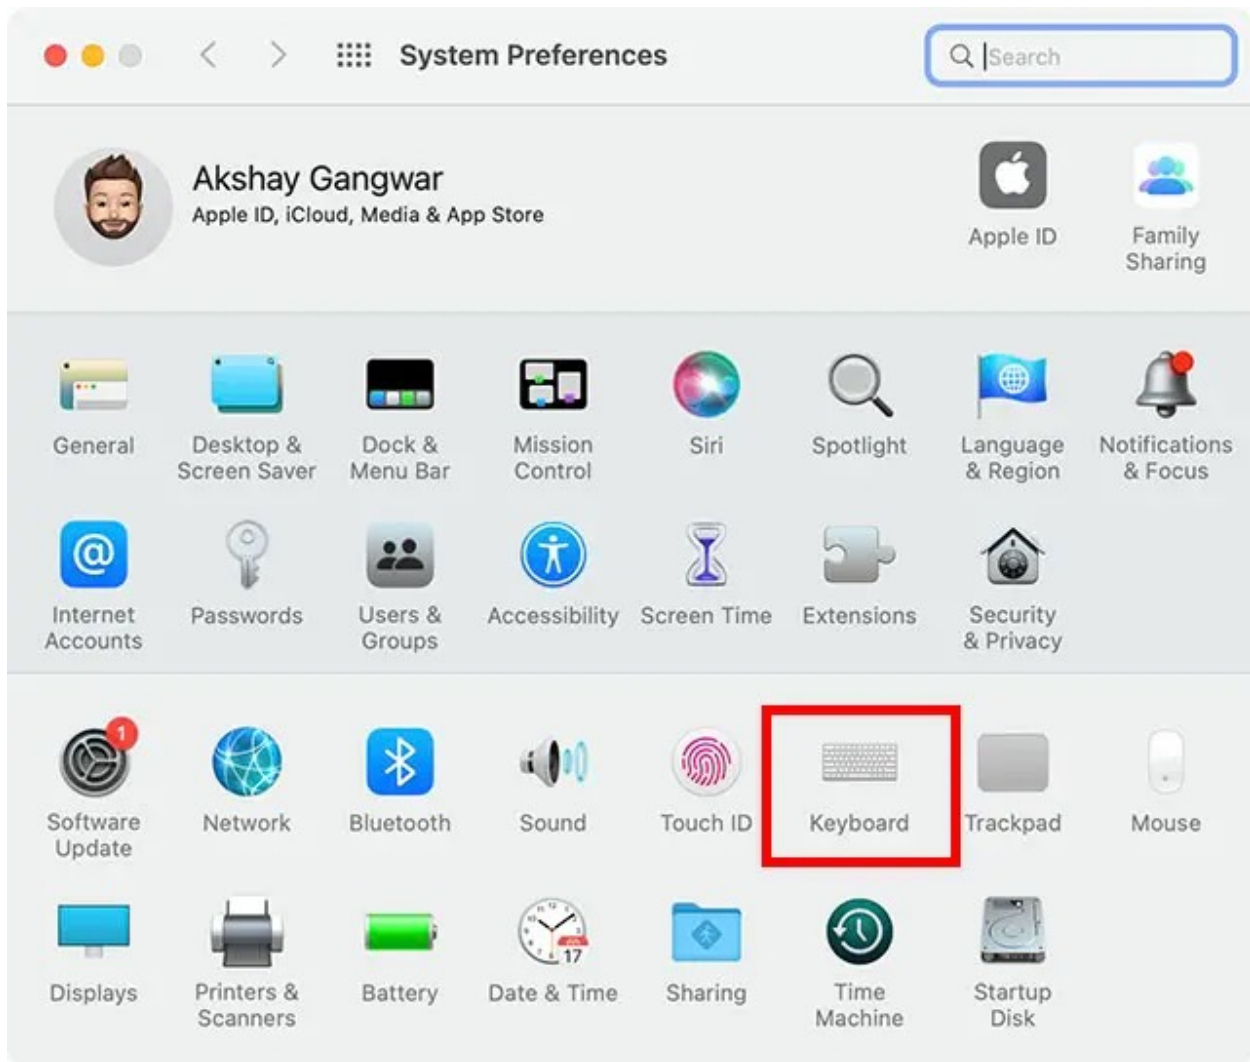 System Preferences
Search
Akshay Gangwar
Apple ID, iCloud, Media & App Store
Apple ID
Family
Sharing
General
Desktop &
Screen Saver
Dock &
Menu Bar
Mission
Control
Siri
Spotlight
Language
& Region
Notifications
& Focus
@
Internet
Accounts
Passwords
Users &
Groups
Accessibility
Screen Time
Extensions
Security
& Privacy
1
Software
Update
Network
Bluetooth
Sound
Touch ID
Keyboard
Trackpad
Mouse
Displays
Printers &
Scanners
Battery
17
Date & Time
Sharing
Time
Machine
Startup
Disk